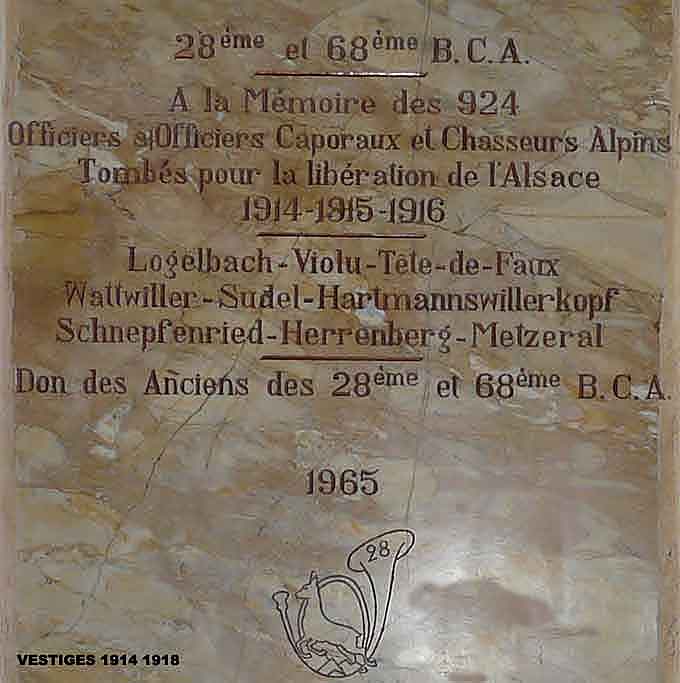 28ème et 68ème B.C.A.
A la Mémoire des 924
Officiers s/Officiers Caporaux et Chasseurs Alpins
Tombés pour la libération de l'Alsace
1914-1915-1916
Logelbach-Violu-Tête-de-Faux
Wattwiller-Sudel-Hartmannswillerkopf
Schnepfenried-Herrenberg-Metzeral
Don des Anciens des 28ème et 68ème B.C.A.
1965
28
VESTIGES 1914 1918